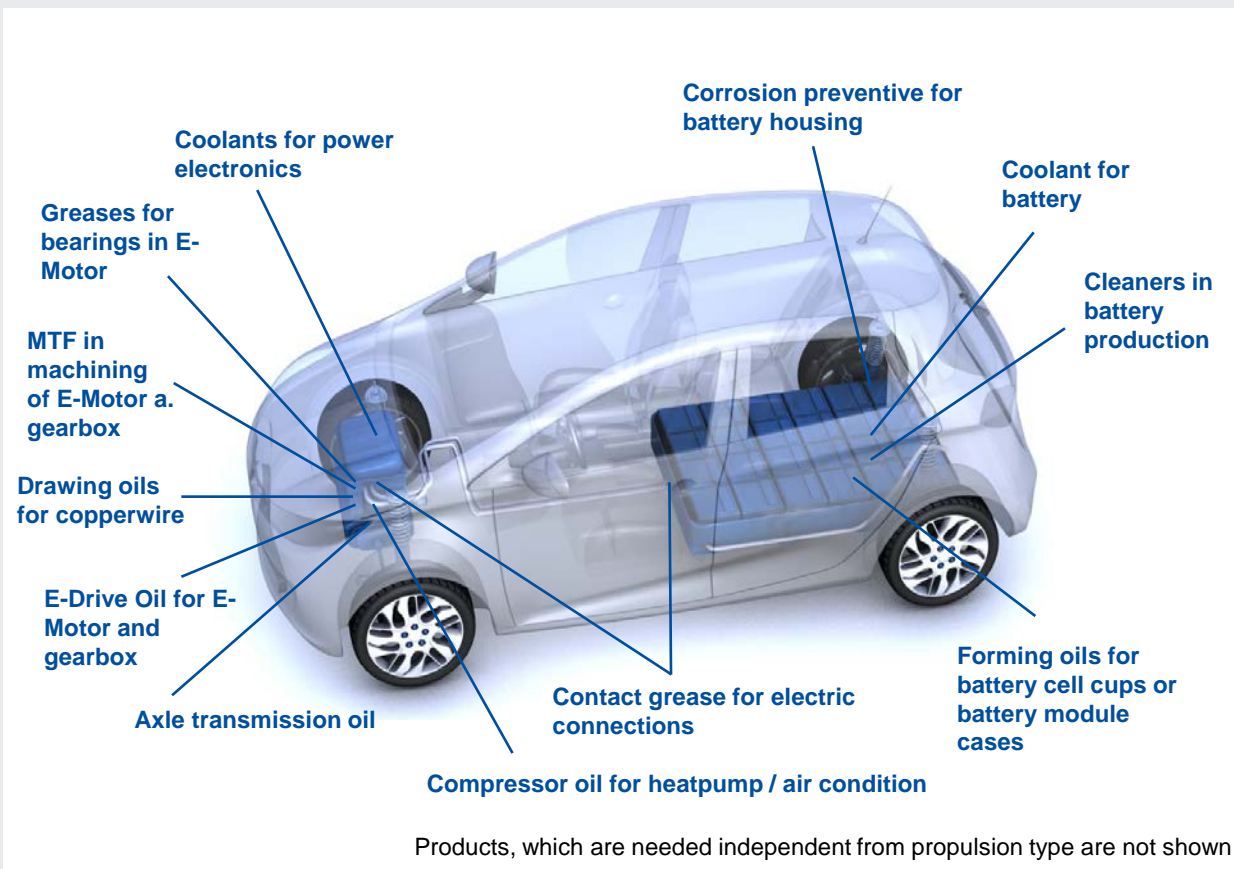 Corrosion preventive for
battery housing
Coolants for power
electronics
Coolant for
battery
Greases for
bearings in E-
Motor
Cleaners in
battery
production
MTF in
machining
of E-Motor a.
gearbox
Drawing oils
for copperwire
E-Drive Oil for E-
Motor and
gearbox
Forming oils for
battery cell cups or
battery module
cases
Contact grease for electric
connections
Axle transmission oil
Compressor oil for heatpump / air condition
Products, which are needed independent from propulsion type are not shown